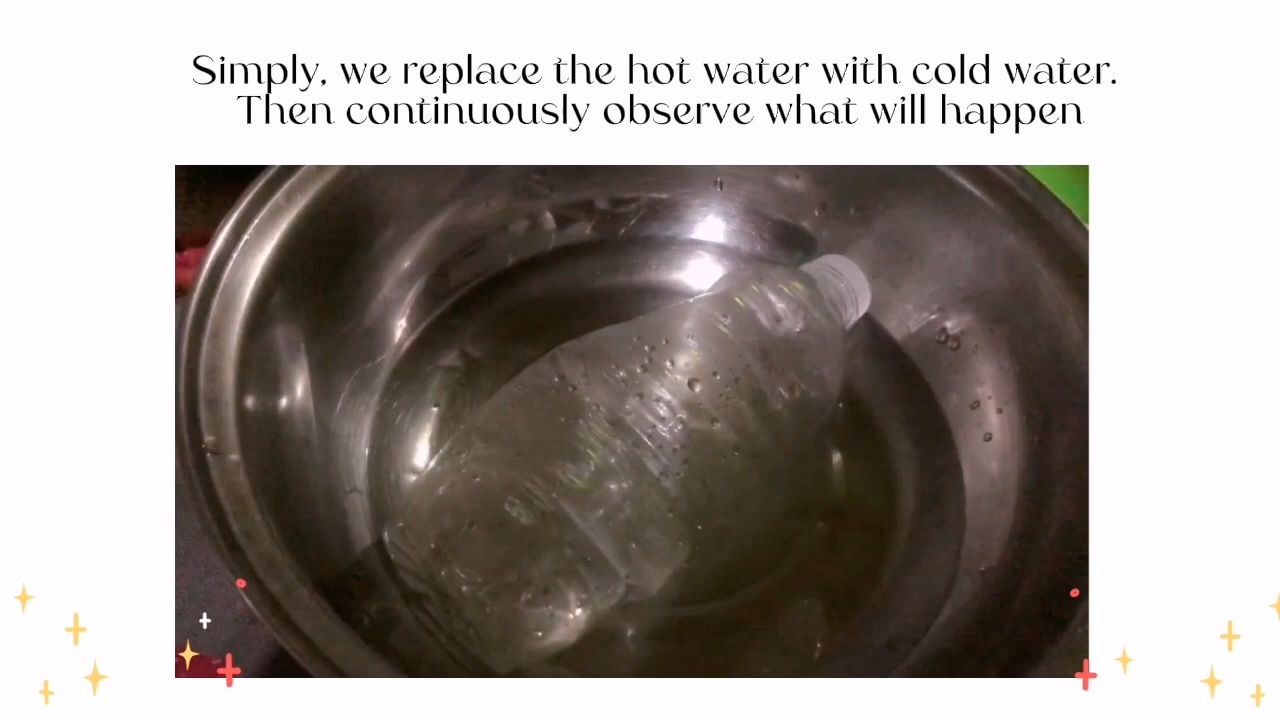 Simply, we replace the hot water with cold water.
Then continuously observe what will happen